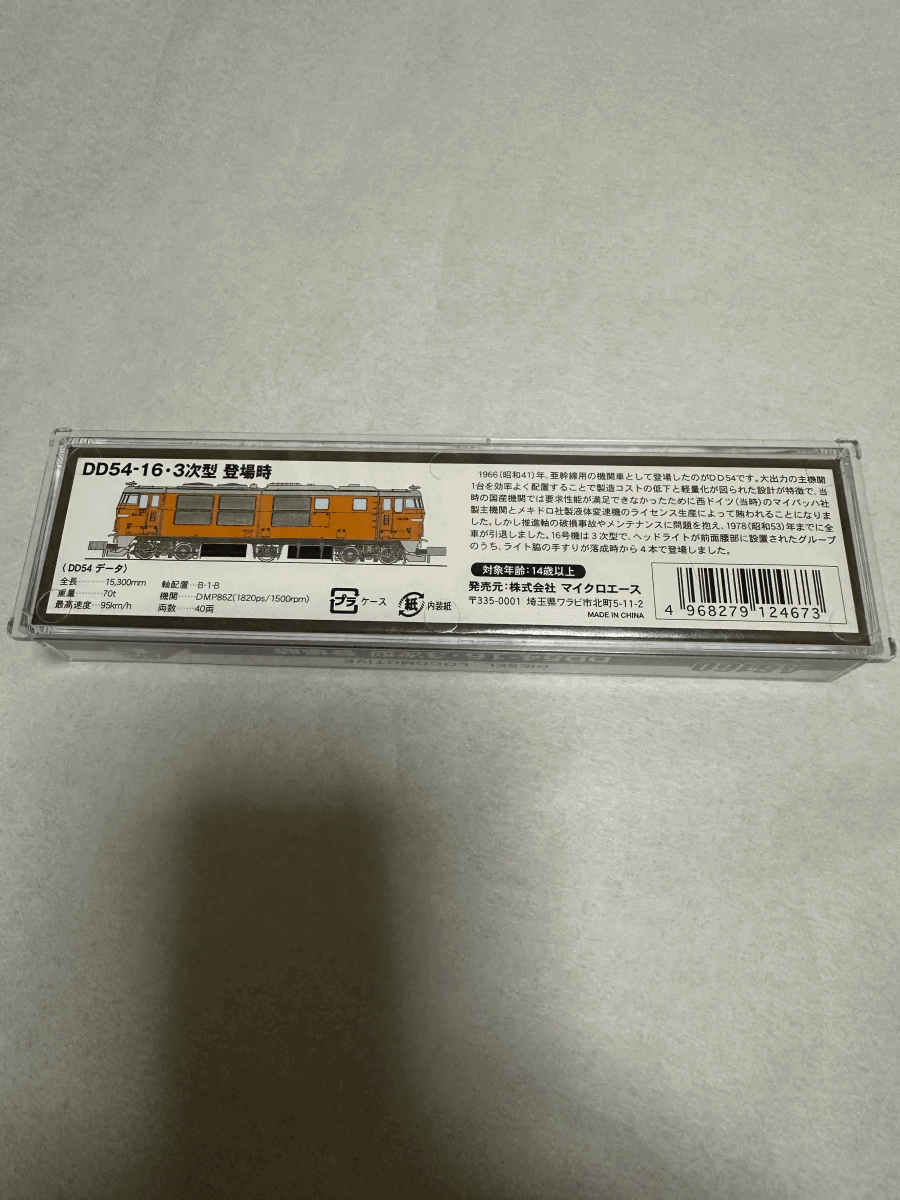 DD54-16・3次型 登場時
〈DD54 データ〉
全長 15,300mm
重量 70t
最高速度 95km/h
軸配置 B-1-B
機関 DMP86Z(1820ps/1500rpm)
両数 40両
プラ ケース
紙 内装紙
1966(昭和41)年、亜幹線用の機関車として登場したのがDD54です。大出力の主機関
1台を効率よく配置することで製造コストの低下と軽量化が図られた設計が特徴で、当
時の国産機関では要求性能が満足できなかったために西ドイツ(当時)のマイバッハ社
製主機関とメキドロ社製液体変速機のライセンス生産によって賄われることになりまし
た。しかし推進軸の破損事故やメンテナンスに問題を抱え、1978(昭和53)年までに全
車が引退しました。16号機は3次型で、ヘッドライトが前面腰部に設置されたグループ
のうち、ライト脇の手すりが落成時から4本で登場しました。
対象年齢:14歳以上
発売元:株式会社 マイクロエース
〒335-0001 埼玉県ワラビ市北町5-11-2
MADE IN CHINA
4 968279 124673
DIESEL LOCOMOTIVE